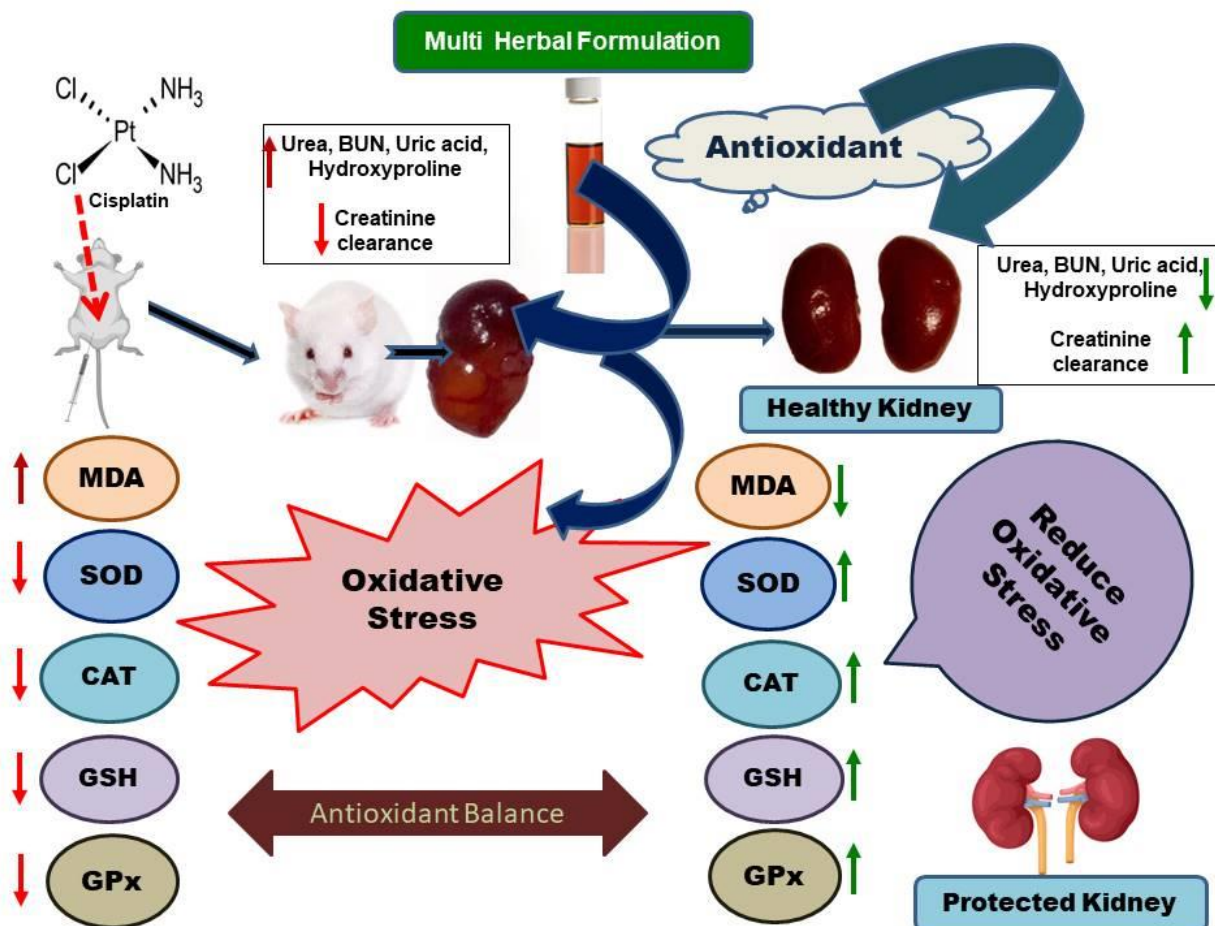 Multi Herbal Formulation
Cl
NH3
Pt
Cl
NH3
Cisplatin
Urea, BUN, Uric acid,
Hydroxyproline
Creatinine
clearance
Antioxidant
Urea, BUN, Uric acid,
Hydroxyproline
Creatinine
clearance
Healthy Kidney
MDA
SOD
CAT
GSH
GPx
Oxidative
Stress
Antioxidant Balance
MDA
SOD
CAT
GSH
GPx
Reduce
Oxidative
Stress
Protected Kidney